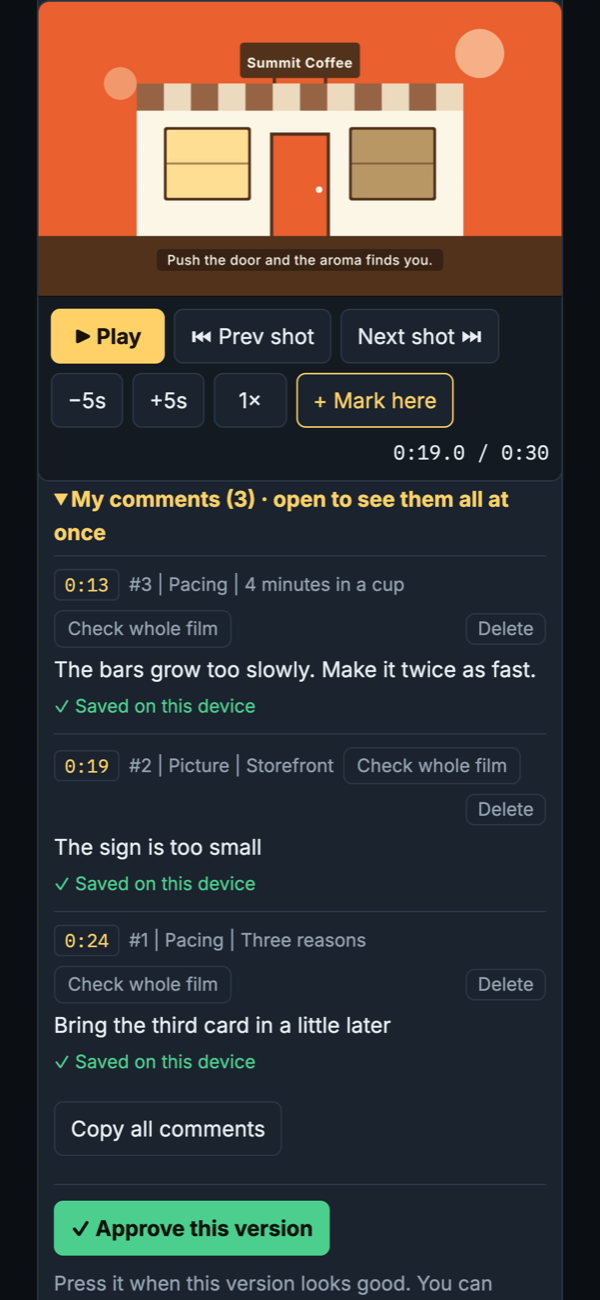 Summit Coffee
Push the door and the aroma finds you.
▶ Play
⏮ Prev shot
Next shot ⏭
−5s
+5s
1×
+ Mark here
0:19.0 / 0:30
▼My comments (3) · open to see them all at
once
0:13 #3 | Pacing | 4 minutes in a cup
Check whole film
Delete
The bars grow too slowly. Make it twice as fast.
✓ Saved on this device
0:19 #2 | Picture | Storefront Check whole film
Delete
The sign is too small
✓ Saved on this device
0:24 #1 | Pacing | Three reasons
Check whole film
Delete
Bring the third card in a little later
✓ Saved on this device
Copy all comments
✓ Approve this version
Press it when this version looks good. You can